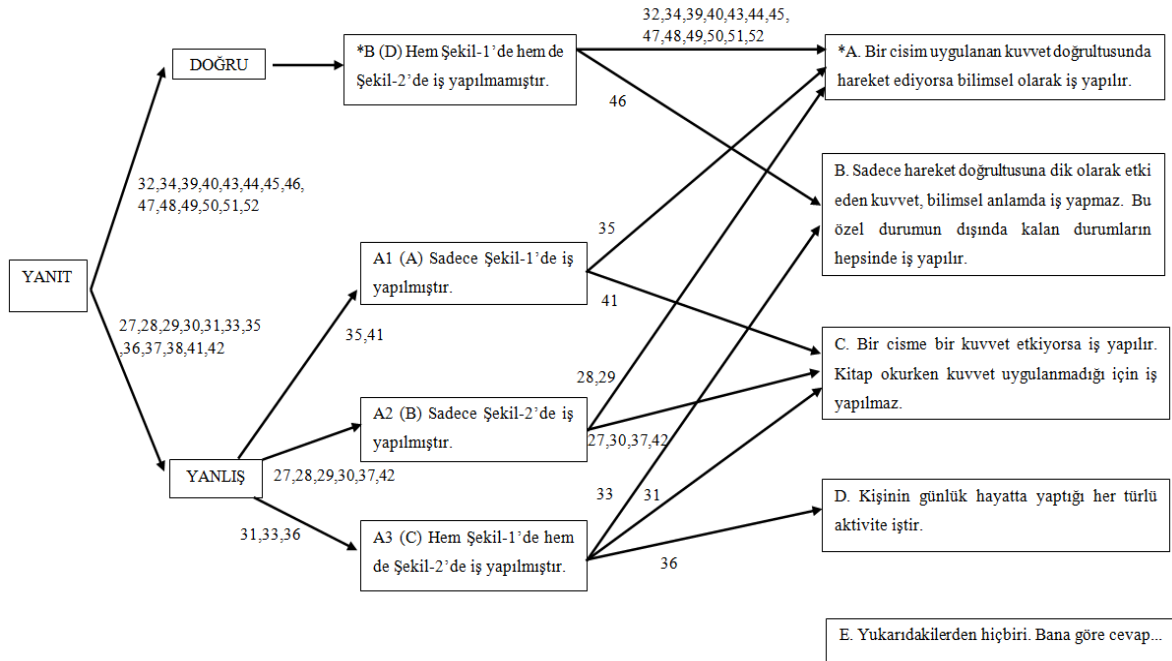 32,34,39,40,43,44,45,
47,48,49,50,51,52
DOĞRU
*B (D) Hem Şekil-1’de hem de
Şekil-2’de iş yapılmamıştır.
*A. Bir cisim uygulanan kuvvet doğrultusunda
hareket ediyorsa bilimsel olarak iş yapılır.
46
32,34,39,40,43,44,45,46,
47,48,49,50,51,52
B. Sadece hareket doğrultusuna dik olarak etki
eden kuvvet, bilimsel anlamda iş yapmaz. Bu
özel durumun dışında kalan durumların
hepsinde iş yapılır.
35
YANIT
A1 (A) Sadece Şekil-1’de iş
yapılmıştır.
41
27,28,29,30,31,33,35
,36,37,38,41,42
35,41
C. Bir cisme bir kuvvet etkiyorsa iş yapılır.
Kitap okurken kuvvet uygulanmadığı için iş
yapılmaz.
28,29
A2 (B) Sadece Şekil-2’de iş
yapılmıştır.
27,30,37,42
YANLIŞ
27,28,29,30,37,42
33
31
D. Kişinin günlük hayatta yaptığı her türlü
aktivite iştir.
31,33,36
A3 (C) Hem Şekil-1’de hem
de Şekil-2’de iş yapılmıştır.
36
E. Yukarıdakilerden hiçbiri. Bana göre cevap...